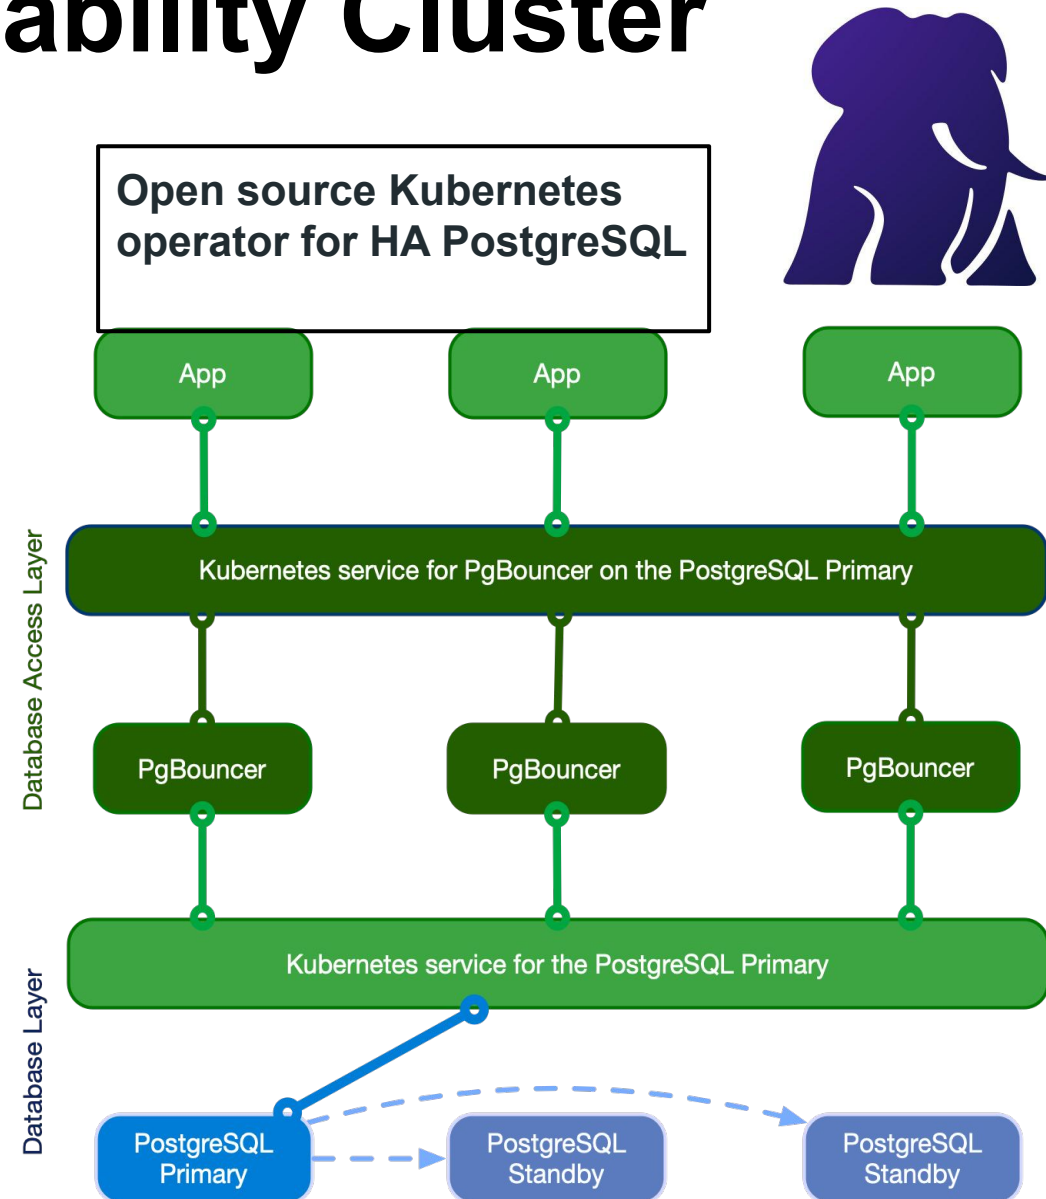 ability Cluster
Open source Kubernetes
operator for HA PostgreSQL
App
App
App
Kubernetes service for PgBouncer on the PostgreSQL Primary
Database Access Layer
PgBouncer
PgBouncer
PgBouncer
Kubernetes service for the PostgreSQL Primary
Database Layer
PostgreSQL
Primary
PostgreSQL
Standby
PostgreSQL
Standby